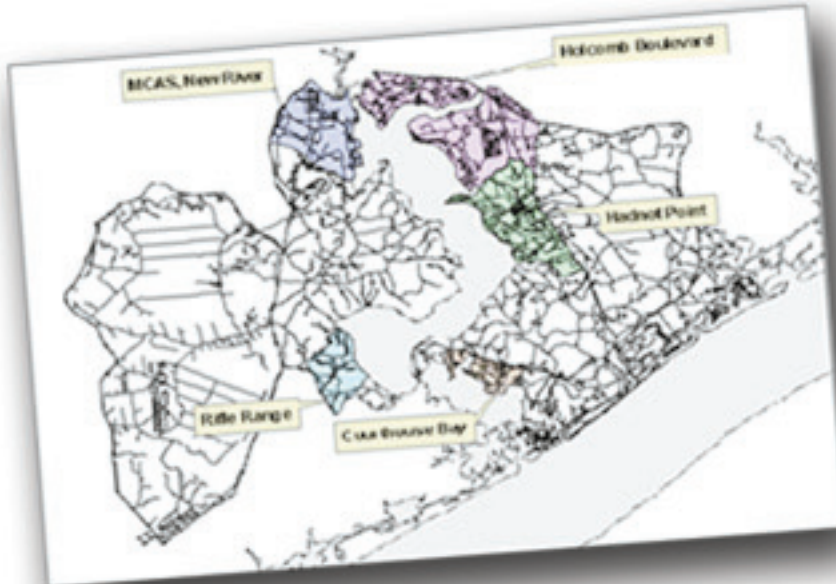 Holcomb Boulevard
MCAS, New River
Hadnot Point
Rifle Range
Courthouse Bay